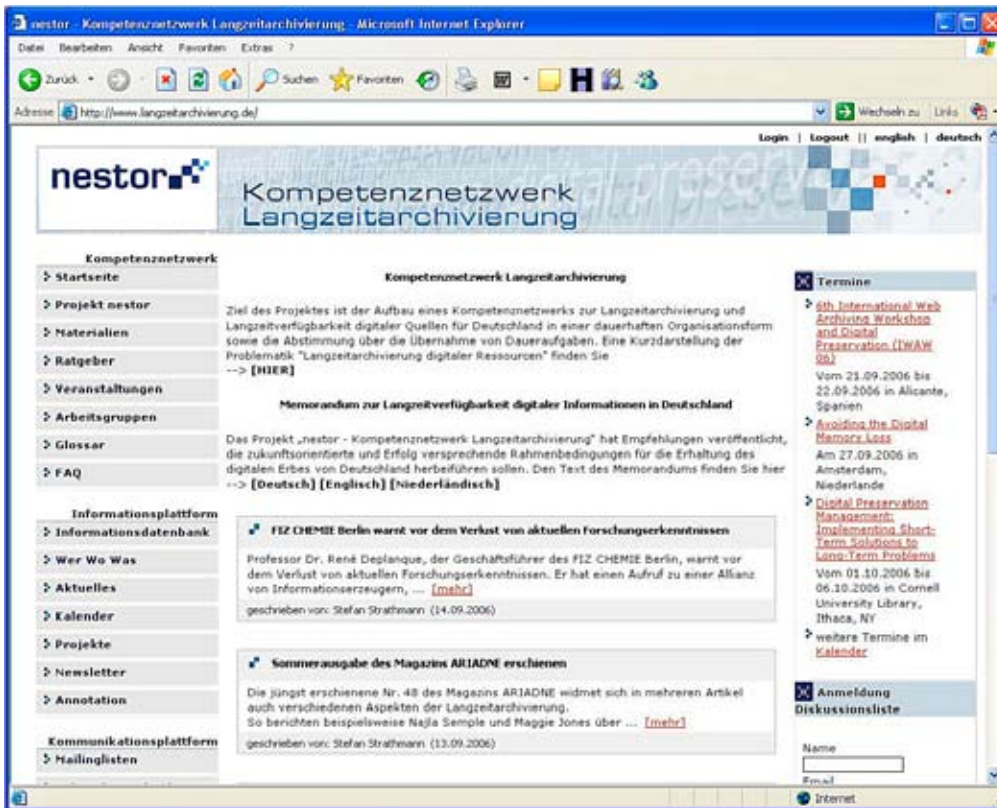 nestor - Kompetenznetzwerk Langzeitarchivierung - Microsoft Internet Explorer
Datei Bearbeiten Ansicht Favoriten Extras ?
Zurück Suchen Favoriten
Adresse http://www.langzeitarchivierung.de/ Wechseln zu Links
Login | Logout || english | deutsch
nestor
Kompetenznetzwerk
Langzeitarchivierung
Kompetenznetzwerk
Startseite
Projekt nestor
Materialien
Ratgeber
Veranstaltungen
Arbeitsgruppen
Glossar
FAQ
Informationsplattform
Informationsdatenbank
Wer Wo Was
Aktuelles
Kalender
Projekte
Newsletter
Annotation
Kommunikationsplattform
Mailinglisten
Kompetenznetzwerk Langzeitarchivierung
Ziel des Projektes ist der Aufbau eines Kompetenznetzwerks zur Langzeitarchivierung und
Langzeitverfügbarkeit digitaler Quellen für Deutschland in einer dauerhaften Organisationsform
sowie die Abstimmung über die Übernahme von Daueraufgaben. Eine Kurzdarstellung der
Problematik "Langzeitarchivierung digitaler Ressourcen" finden Sie
--> [HIER]
Memorandum zur Langzeitverfügbarkeit digitaler Informationen in Deutschland
Das Projekt „nestor - Kompetenznetzwerk Langzeitarchivierung" hat Empfehlungen veröffentlicht,
die zukunftsorientierte und Erfolg versprechende Rahmenbedingungen für die Erhaltung des
digitalen Erbes von Deutschland herbeiführen sollen. Den Text des Memorandums finden Sie hier
--> [Deutsch] [Englisch] [Niederländisch]
FIZ CHEMIE Berlin warnt vor dem Verlust von aktuellen Forschungserkenntnissen
Professor Dr. René Deplanque, der Geschäftsführer des FIZ CHEMIE Berlin, warnt vor
dem Verlust von aktuellen Forschungserkenntnissen. Er hat einen Aufruf zu einer Allianz
von Informationserzeugern, ... [mehr]
geschrieben von: Stefan Strathmann (14.09.2006)
Sommerausgabe des Magazins ARIADNE erschienen
Die jüngst erschienene Nr. 48 des Magazins ARIADNE widmet sich in mehreren Artikel
auch verschiedenen Aspekten der Langzeitarchivierung.
So berichten beispielsweise Najla Semple und Maggie Jones über ... [mehr]
geschrieben von: Stefan Strathmann (13.09.2006)
Termine
6th International Web
Archiving Workshop
and Digital
Preservation (IWAW
06)
Vom 21.09.2006 bis
22.09.2006 in Alicante,
Spanien
Avoiding the Digital
Memory Loss
Am 27.09.2006 in
Amsterdam,
Niederlande
Digital Preservation
Management:
Implementing Short-
Term Solutions to
Long-Term Problems
Vom 01.10.2006 bis
06.10.2006 in Cornell
University Library,
Ithaca, NY
weitere Termine im
Kalender
Anmeldung
Diskussionsliste
Name
Email
Internet